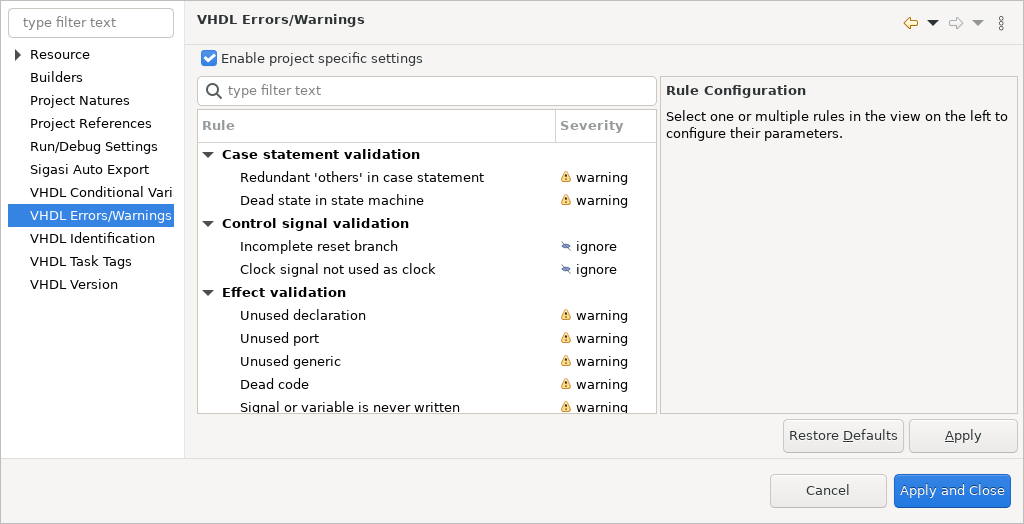 type filter text
Resource
Builders
Project Natures
Project References
Run/Debug Settings
Sigasi Auto Export
VHDL Conditional Vari
VHDL Errors/Warnings
VHDL Identification
VHDL Task Tags
VHDL Version
VHDL Errors/Warnings
Enable project specific settings
type filter text
Rule Severity
Case statement validation
Redundant 'others' in case statement warning
Dead state in state machine warning
Control signal validation
Incomplete reset branch ignore
Clock signal not used as clock ignore
Effect validation
Unused declaration warning
Unused port warning
Unused generic warning
Dead code warning
Signal or variable is never written warning
Rule Configuration
Select one or multiple rules in the view on the left to
configure their parameters.
Restore Defaults Apply
Cancel Apply and Close